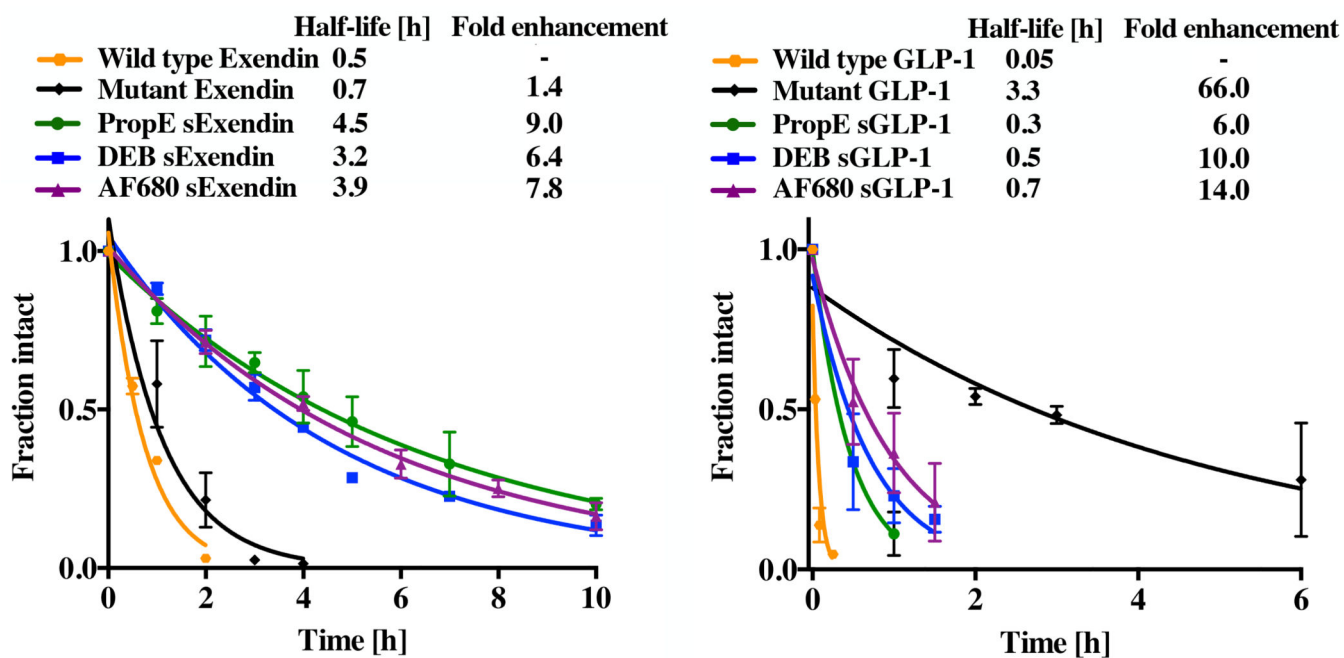 Half-life [h] Fold enhancement
Wild type Exendin 0.5 -
Mutant Exendin 0.7 1.4
PropE sExendin 4.5 9.0
DEB sExendin 3.2 6.4
AF680 sExendin 3.9 7.8
1.0
0.5
0.0
Fraction intact
0 2 4 6 8 10
Time [h]
Half-life [h] Fold enhancement
Wild type GLP-1 0.05 -
Mutant GLP-1 3.3 66.0
PropE sGLP-1 0.3 6.0
DEB sGLP-1 0.5 10.0
AF680 sGLP-1 0.7 14.0
1.0
0.5
0.0
Fraction intact
0 2 4 6
Time [h]